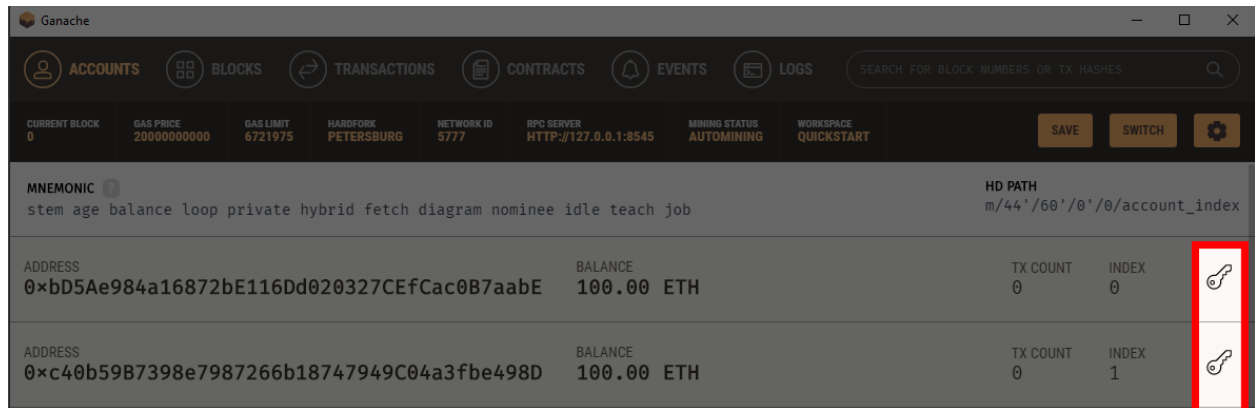 Ganache
ACCOUNTS BLOCKS TRANSACTIONS CONTRACTS EVENTS LOGS SEARCH FOR BLOCK NUMBERS OR TX HASHES
CURRENT BLOCK GAS PRICE GAS LIMIT HARDFORK NETWORK ID RPC SERVER MINING STATUS WORKSPACE
0 20000000000 6721975 PETERSBURG 5777 HTTP://127.0.0.1:8545 AUTOMINING QUICKSTART SAVE SWITCH
MNEMONIC ? HD PATH
stem age balance loop private hybrid fetch diagram nominee idle teach job m/44'/60'/0'/0/account_index
ADDRESS BALANCE TX COUNT INDEX
0×bD5Ae984a16872bE116Dd020327CEfCac0B7aabE 100.00 ETH 0 0
ADDRESS BALANCE TX COUNT INDEX
0×c40b59B7398e7987266b18747949C04a3fbe498D 100.00 ETH 0 1